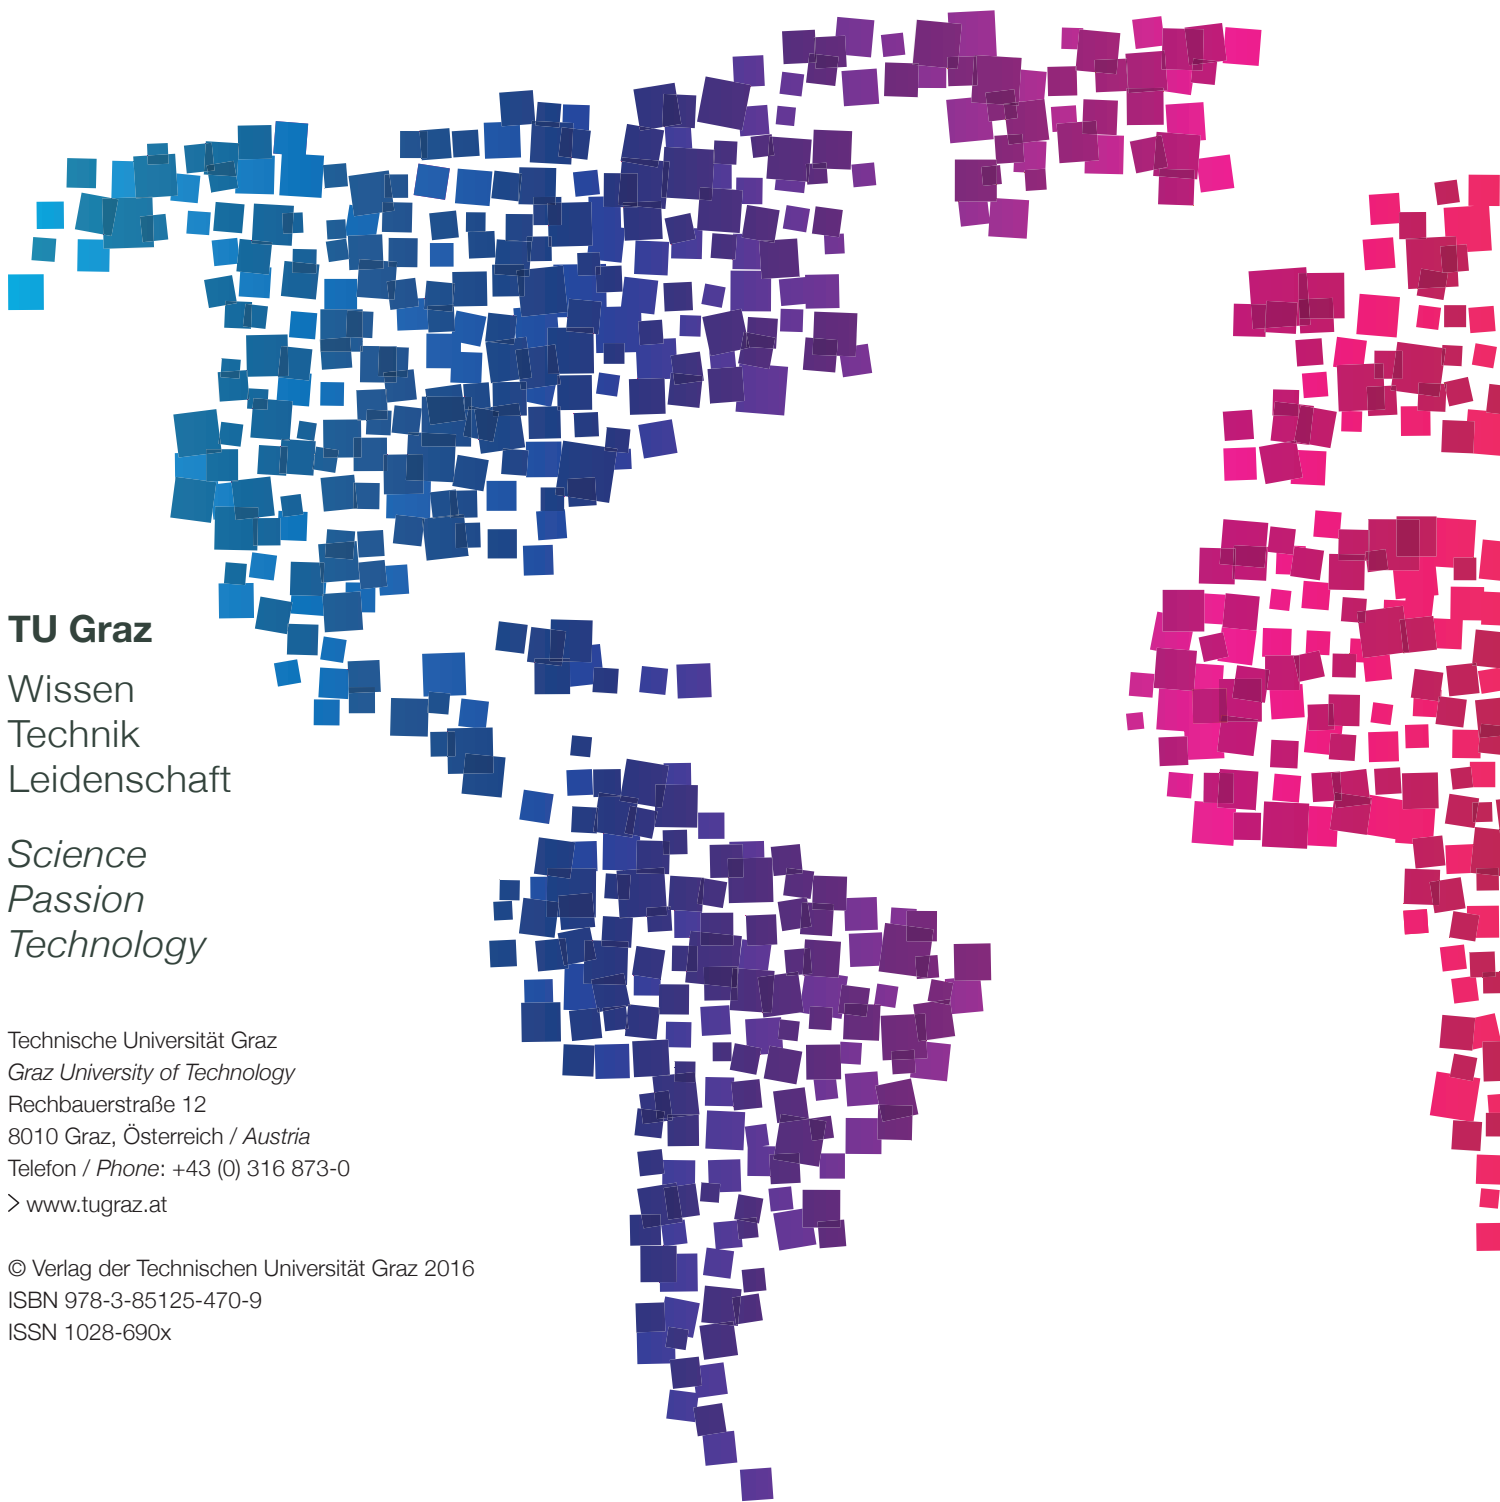 TU Graz
Wissen
Technik
Leidenschaft
Science
Passion
Technology
Technische Universität Graz
Graz University of Technology
Rechbauerstraße 12
8010 Graz, Österreich / Austria
Telefon / Phone: +43 (0) 316 873-0
> www.tugraz.at
© Verlag der Technischen Universität Graz 2016
ISBN 978-3-85125-470-9
ISSN 1028-690x